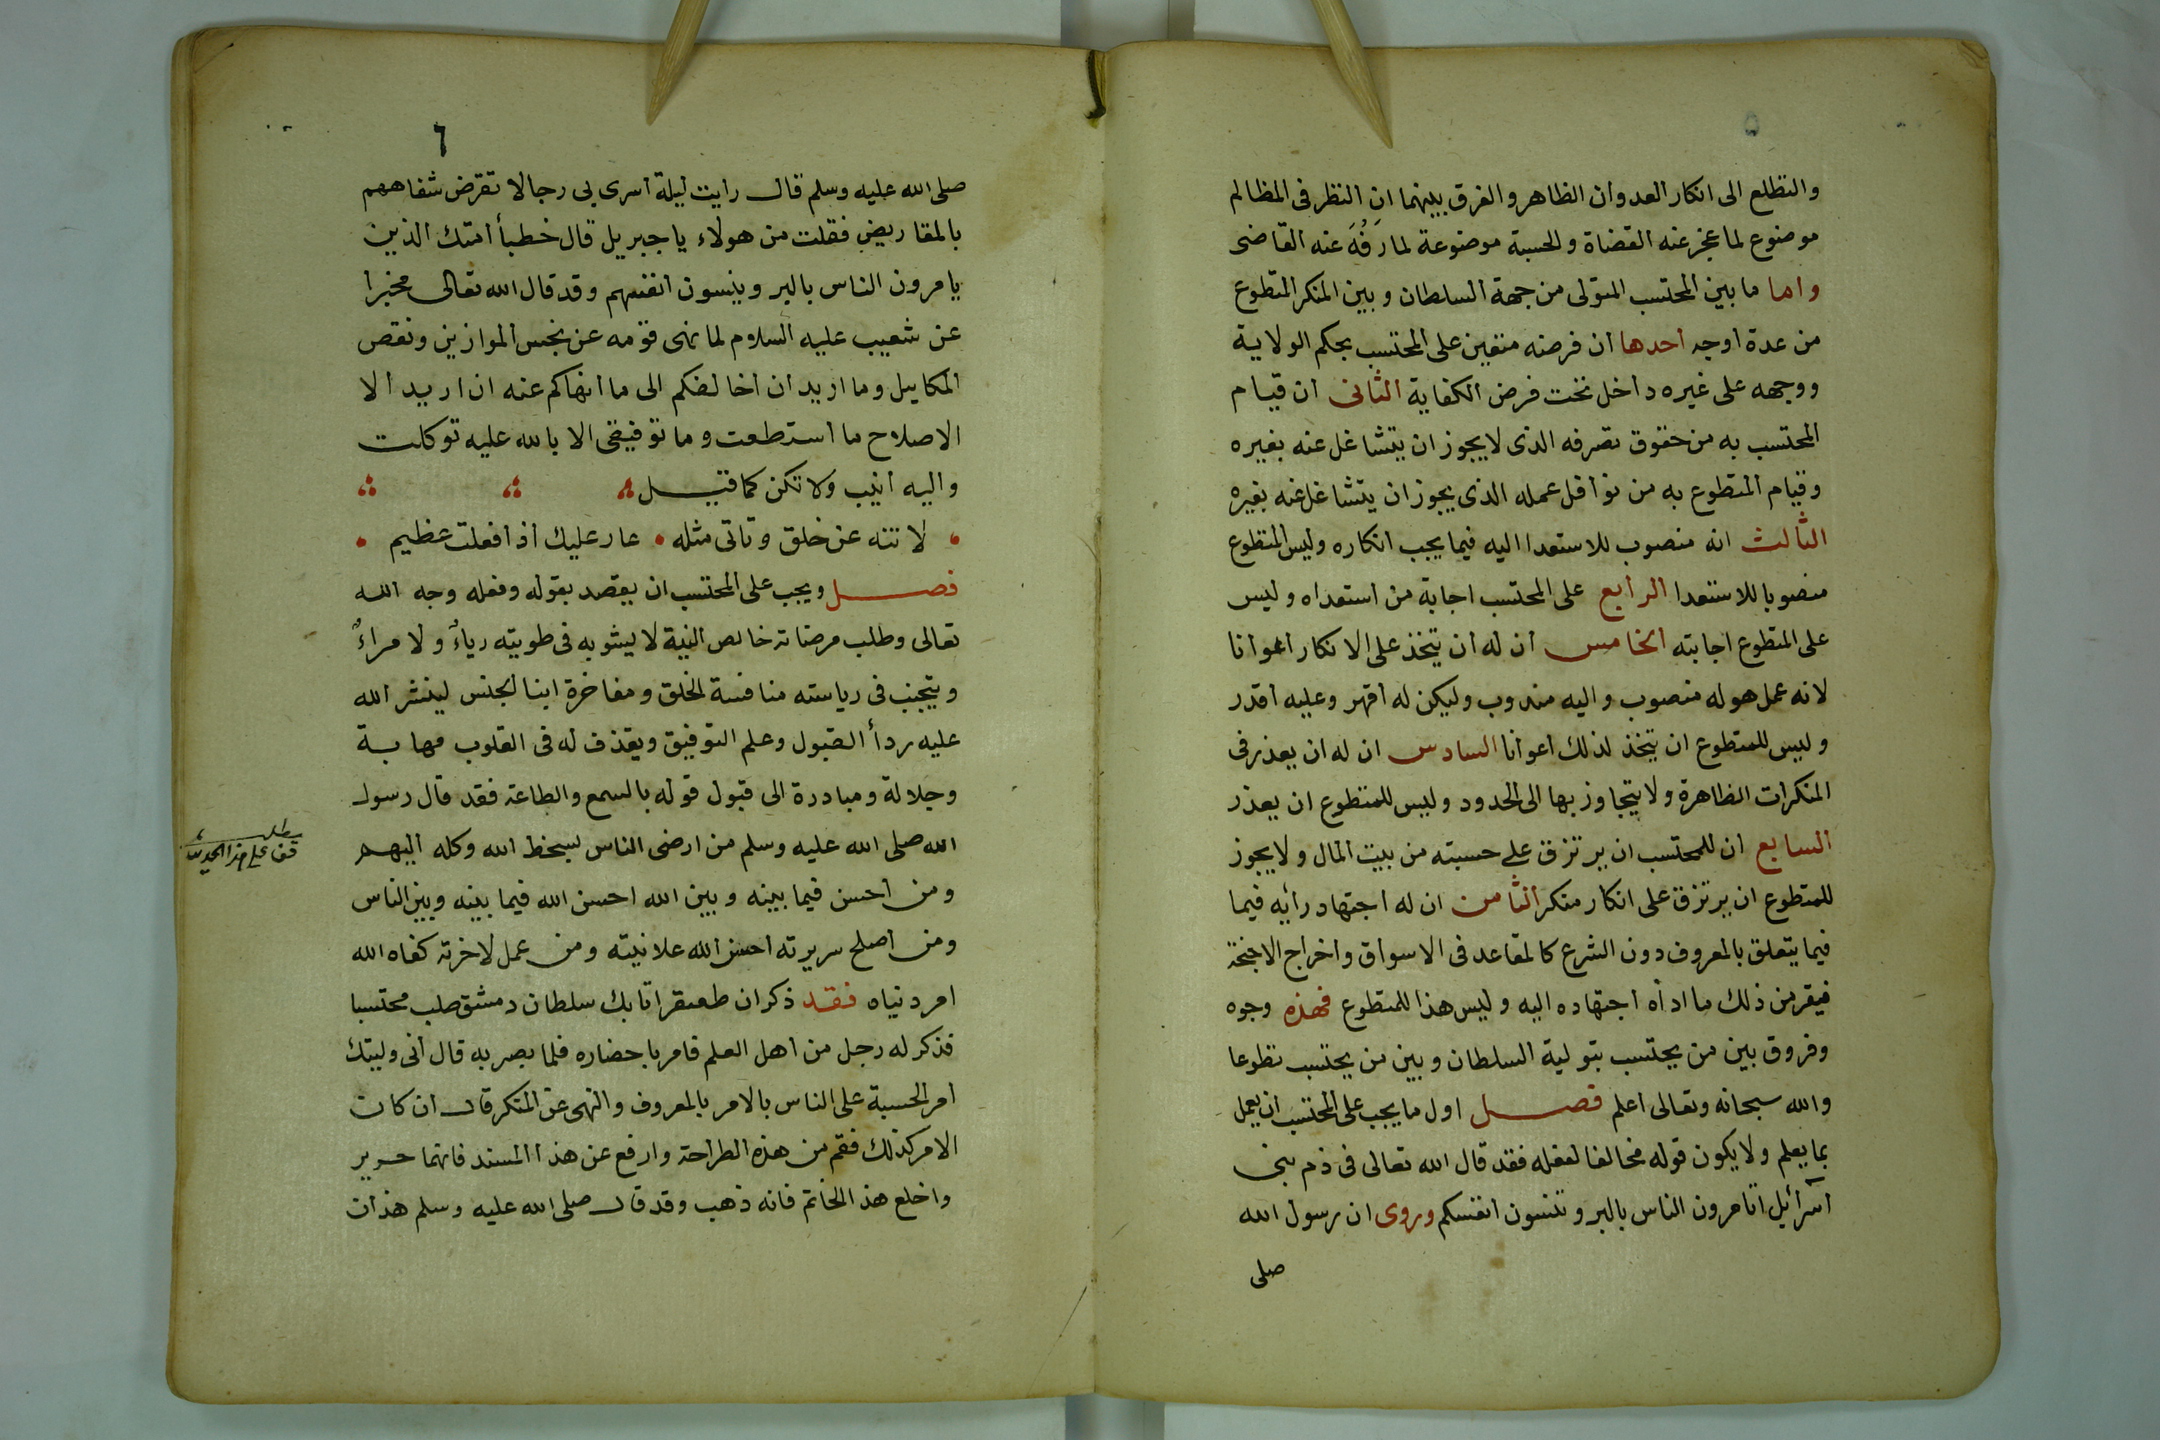 ٥
والتطلع الى انكار العدوان الظاهر والفرق بينهما ان النظر فى المظالم
موضوع لما عجز عنه القضاة والحسبة موضوعة لما رَفُهَ عنه القاضى
واما ما بين المحتسب المتولى من جهة السلطان وبين المنكر المتطوع
من عدة اوجه احدها ان فرضه متعين على المحتسب بحكم الولاية
ووجهه على غيره داخل تحت فرض الكفاية الثانى ان قيام
المحتسب به من حقوق تصرفه الذى لا يجوز ان يتشاغل عنه بغيره
وقيام المتطوع به من نوافل عمله الذى يجوز ان يتشاغل عنه بغيره
الثالث انه منصوب للاستعدا اليه فيما يجب انكاره وليس المتطوع
منصوبا للاستعدا الرابع على المحتسب اجابة من استعداه وليس
على المتطوع اجابته الخامس ان له ان يتخذ على الانكار اعوانا
لانه عمل هو له منصوب واليه مندوب وليكن له اقهر وعليه اقدر
وليس للمتطوع ان يتخذ لذلك اعوانا السادس ان له ان يعذر فى
المنكرات الظاهرة ولا يتجاوز بها الى الحدود وليس للمتطوع ان يعذر
السابع ان للمحتسب ان يرتزق على حسبته من بيت المال ولا يجوز
للمتطوع ان يرتزق على انكار منكر الثامن ان له اجتهاد رأيه فيما
فيما يتعلق بالمعروف دون الشرع كالمقاعد فى الاسواق واخراج الاجنحة
فيقر من ذلك ما اداه اجتهاده اليه وليس هذا للمتطوع فهذه وجوه
وفروق بين من يحتسب بتولية السلطان وبين من يحتسب تطوعا
والله سبحانه وتعالى اعلم فصل اول ما يجب على المحتسب ان يعمل
بما يعلم ولا يكون قوله مخالفا لفعله فقد قال الله تعالى فى ذم بنى
اسرائيل اتامرون الناس بالبر وتنسون انفسكم وروى ان رسول الله
صلى
٦
صلى الله عليه وسلم قال رايت ليلة اسرى بى رجالا تقرض شفاههم
بالمقاريض فقلت من هولاء يا جبريل قال خطبأ امتك الذين
يامرون الناس بالبر وينسون انفسهم وقد قال الله تعالى مخبرا
عن شعيب عليه السلام لما نهى قومه عن بخس الموازين ونقص
المكاييل وما اريد ان اخالفكم الى ما انهاكم عنه ان اريد الا
الاصلاح ما استطعت وما توفيقى الا بالله عليه توكلت
واليه انيب ولا تكن كما قيل
لا تنه عن خلق وتاتى مثله عار عليك اذا فعلت عظيم
فصل ويجب على المحتسب ان يقصد بقوله وفعله وجه الله
تعالى وطلب مرضاته خالص النية لا يشوبه فى طويته رياءٌ ولا مراءٌ
ويتجنب فى رياسته منافسة الخلق ومفاخرة ابنا الجنس لينشر الله
عليه ردأ القبول وعلم التوفيق ويقذف له فى القلوب مهابة
وجلالة ومبادرة الى قبول قوله بالسمع والطاعة فقد قال رسول
الله صلى الله عليه وسلم من ارضى الناس بسخط الله وكله اليهم
ومن احسن فيما بينه وبين الله احسن الله فيما بينه وبين الناس
ومن اصلح سريرته احسن الله علانيته ومن عمل لاخرته كفاه الله
امر دنياه فقد ذكر ان طعنقر اتابك سلطان دمشق طلب محتسبا
فذكر له رجل من اهل العلم فامر باحضاره فلما بصر به قال انى وليتك
امر الحسبة على الناس بالامر بالمعروف والنهى عن المنكر قال ان كان
الامر كذلك فقم من هذه الطراحة وارفع عن هذا المسند فانهما حرير
واخلع هذ الخاتم فانه ذهب وقد قال صلى الله عليه وسلم هذان
مطلب
قف على هذا الحديث